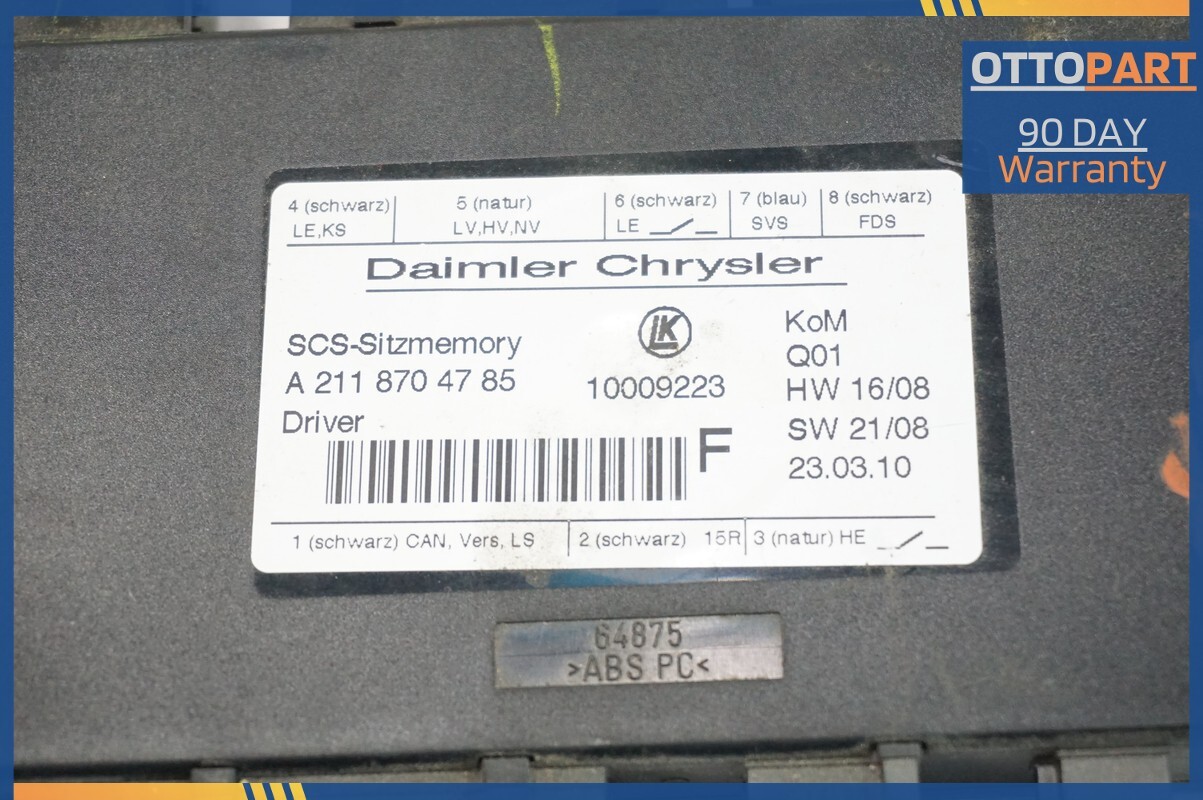 OTTOPART
90 DAY
Warranty
4 (schwarz) 5 (natur) 6 (schwarz) 7 (blau) 8 (schwarz)
LE,KS LV,HV,NV LE SVS FDS
Daimler Chrysler
LK
SCS-Sitzmemory KoM
A 211 870 47 85 10009223 Q01
HW 16/08
Driver SW 21/08
F 23.03.10
1 (schwarz) CAN, Vers, LS 2 (schwarz) 15R 3 (natur) HE
64875
>ABS PC<